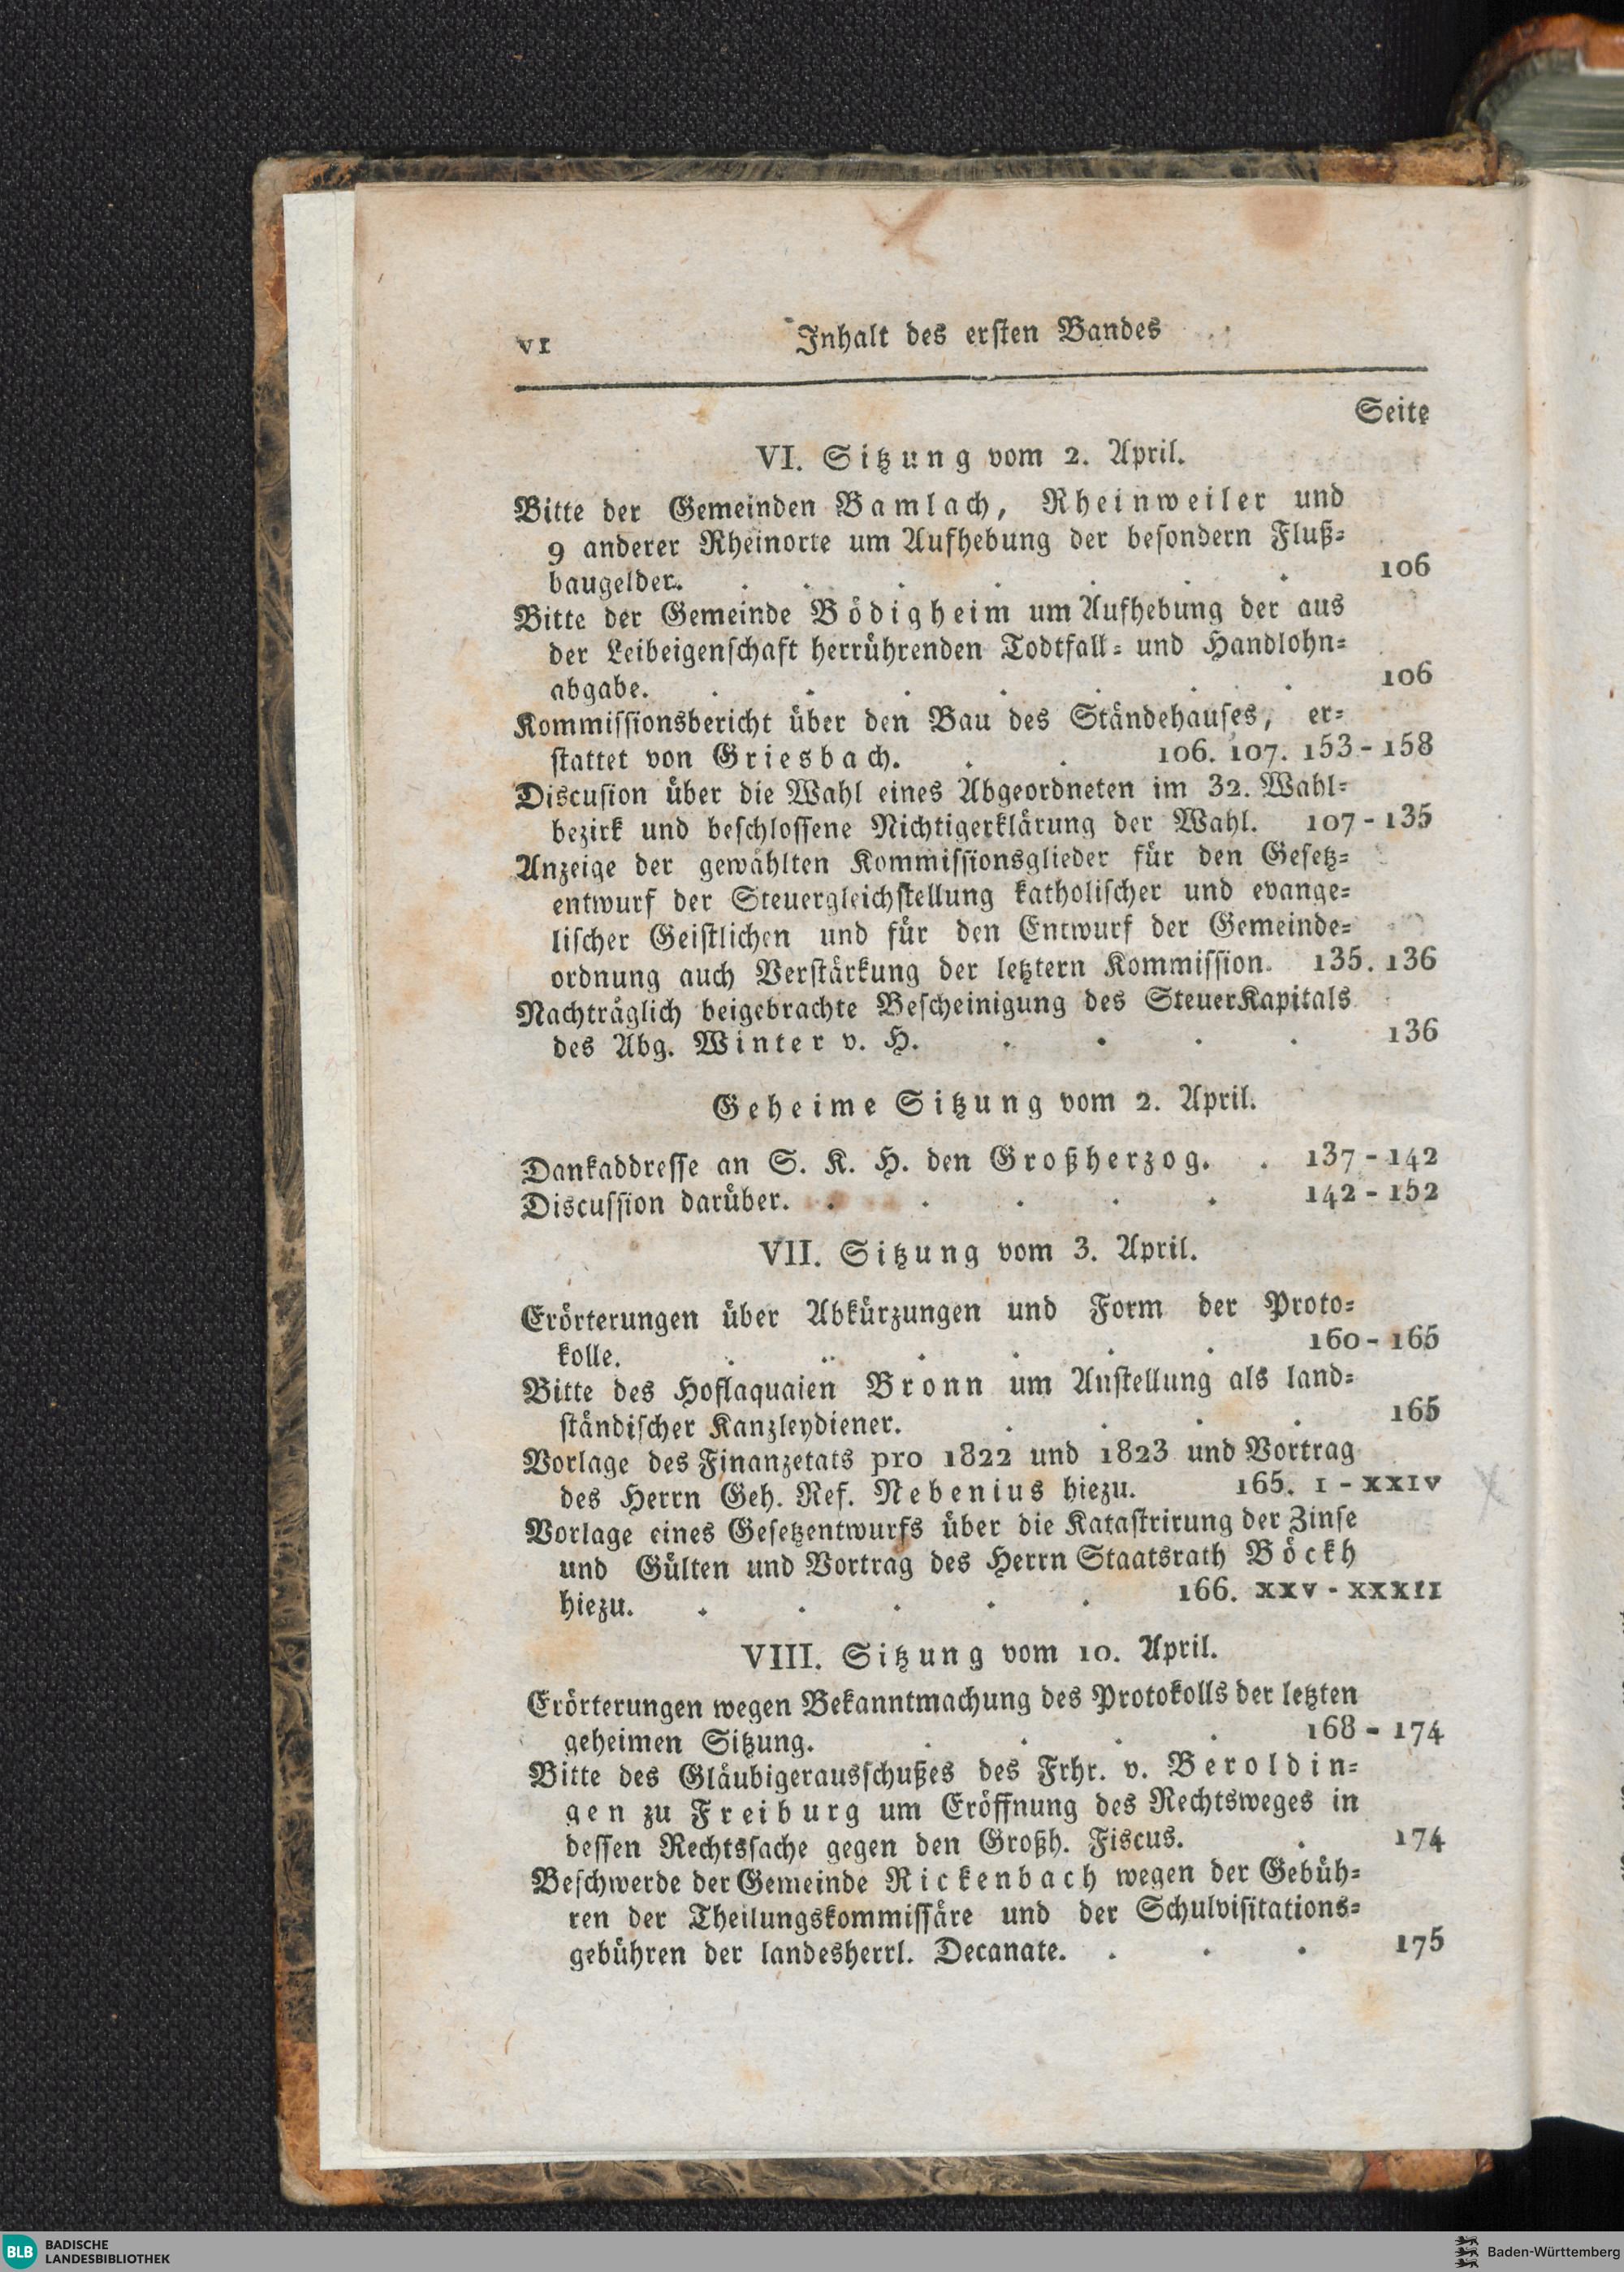 VI Inhalt des ersten Bandes
Seite
VI. Sitzung vom 2. April.
Bitte der Gemeinden Bamlach, Rheinweiler und
9 anderer Rheinorte um Aufhebung der besondern Fluß-
baugelder. . . . . . . . 106
Bitte der Gemeinde Bödigheim um Aufhebung der aus
der Leibeigenschaft herrührenden Todtfall- und Handlohn-
abgabe. . . . . . . . 106
Kommissionsbericht über den Bau des Ständehauses, er-
stattet von Griesbach. . . 106. 107. 153-158
Discusion über die Wahl eines Abgeordneten im 32. Wahl-
bezirk und beschlossene Nichtigerklärung der Wahl. 107-135
Anzeige der gewählten Kommissionsglieder für den Gesetz-
entwurf der Steuergleichstellung katholischer und evange-
lischer Geistlichen und für den Entwurf der Gemeinde-
ordnung auch Verstärkung der letztern Kommission. 135. 136
Nachträglich beigebrachte Bescheinigung des SteuerKapitals
des Abg. Winter v. H. . . . . 136
Geheime Sitzung vom 2. April.
Dankaddresse an S. K. H. den Großherzog. . 137-142
Discussion darüber. . . . . . 142-152
VII. Sitzung vom 3. April.
Erörterungen über Abkürzungen und Form der Proto-
kolle. . . . . . . 160-165
Bitte des Hoflaquaien Bronn um Anstellung als land-
ständischer Kanzleydiener. . . . . 165
Vorlage des Finanzetats pro 1822 und 1823 und Vortrag
des Herrn Geh. Ref. Nebenius hiezu. 165. I-XXIV
Vorlage eines Gesetzentwurfs über die Katastrirung der Zinse
und Gülten und Vortrag des Herrn Staatsrath Böckh
hiezu. . . . . . 166. XXV-XXXII
VIII. Sitzung vom 10. April.
Erörterungen wegen Bekanntmachung des Protokolls der letzten
geheimen Sitzung. . . . . 168-174
Bitte des Gläubigerausschußes des Frhr. v. Beroldin-
gen zu Freiburg um Eröffnung des Rechtsweges in
dessen Rechtssache gegen den Großh. Fiscus. . 174
Beschwerde der Gemeinde Rickenbach wegen der Gebüh-
ren der Theilungskommissäre und der Schulvisitations-
gebühren der landesherrl. Decanate. . . . 175
BLB BADISCHE
LANDESBIBLIOTHEK
Baden-Württemberg